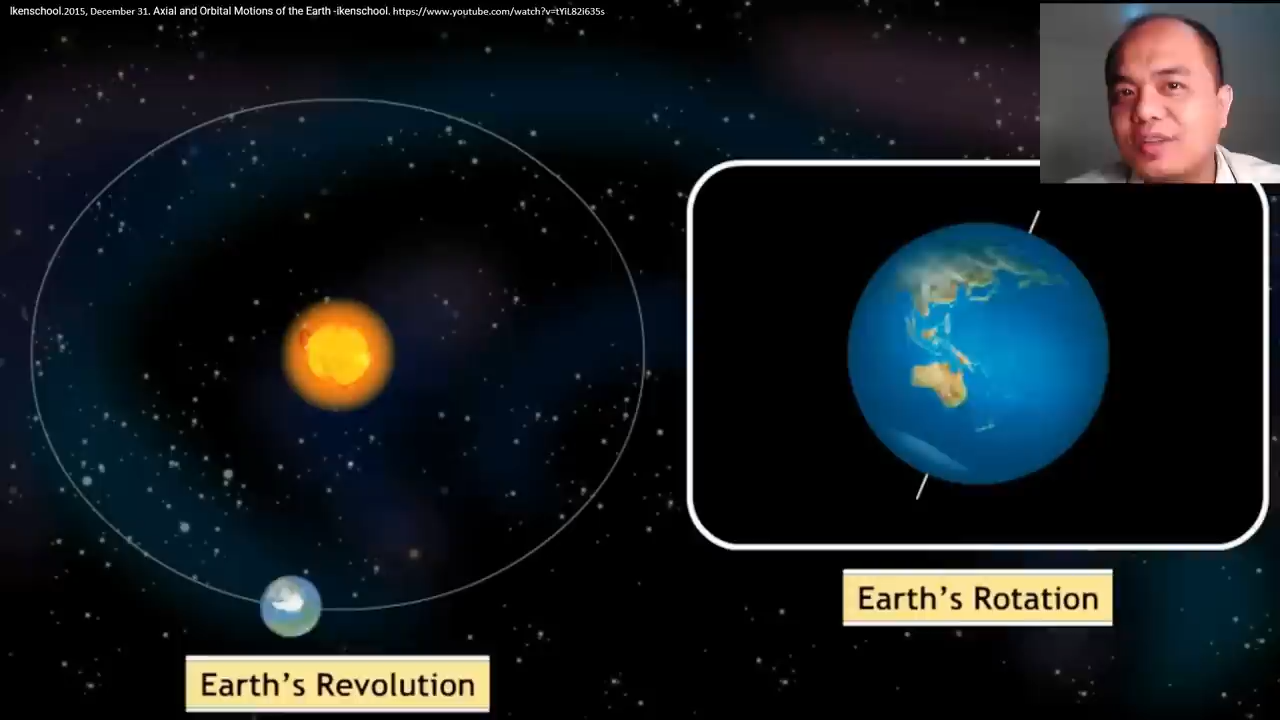 Ikenschool.2015, December 31. Axial and Orbital Motions of the Earth -ikenschool. https://www.youtube.com/watch?v=tYiL82i635s
Earth's Rotation
Earth's Revolution